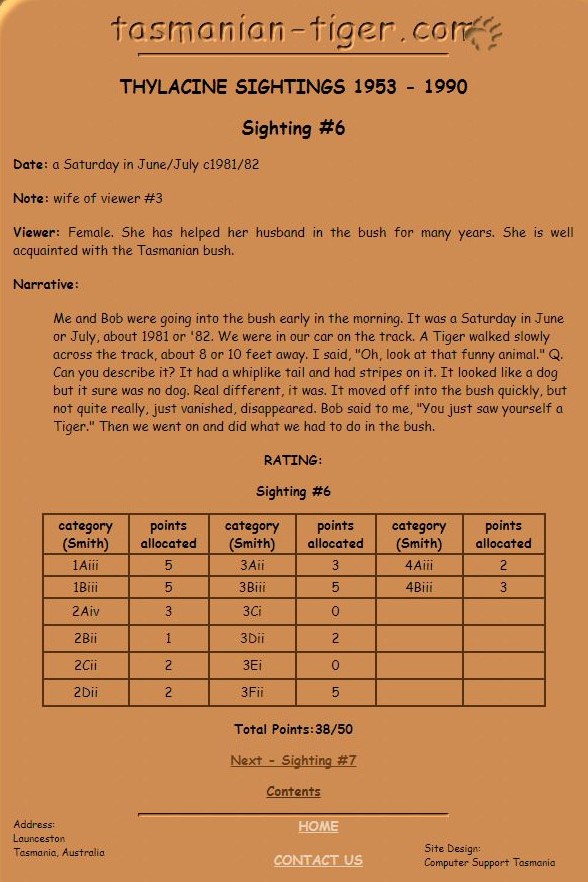 tasmanian-tiger.com
THYLACINE SIGHTINGS 1953 - 1990
Sighting #6
Date: a Saturday in June/July c1981/82
Note: wife of viewer #3
Viewer: Female. She has helped her husband in the bush for many years. She is well
acquainted with the Tasmanian bush.
Narrative:
Me and Bob were going into the bush early in the morning. It was a Saturday in June
or July, about 1981 or '82. We were in our car on the track. A Tiger walked slowly
across the track, about 8 or 10 feet away. I said, "Oh, look at that funny animal." Q.
Can you describe it? It had a whiplike tail and had stripes on it. It looked like a dog
but it sure was no dog. Real different, it was. It moved off into the bush quickly, but
not quite really, just vanished, disappeared. Bob said to me, "You just saw yourself a
Tiger." Then we went on and did what we had to do in the bush.
RATING:
Sighting #6
category points category points category points
(Smith) allocated (Smith) allocated (Smith) allocated
1Aiii 5 3Aii 3 4Aiii 2
1Biii 5 3Biii 5 4Biii 3
2Aiv 3 3Ci 0
2Bii 1 3Dii 2
2Cii 2 3Ei 0
2Dii 2 3Fii 5
Total Points:38/50
Next - Sighting #7
Contents
Address:
Launceston
Tasmania, Australia
HOME
CONTACT US
Site Design:
Computer Support Tasmania